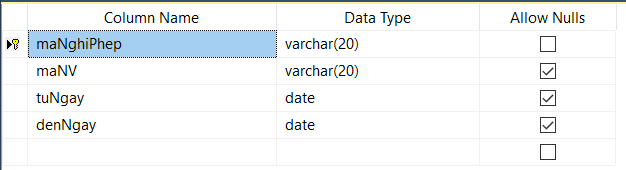 Column Name Data Type Allow Nulls
maNghiPhep varchar(20)
maNV varchar(20)
tuNgay date
denNgay date